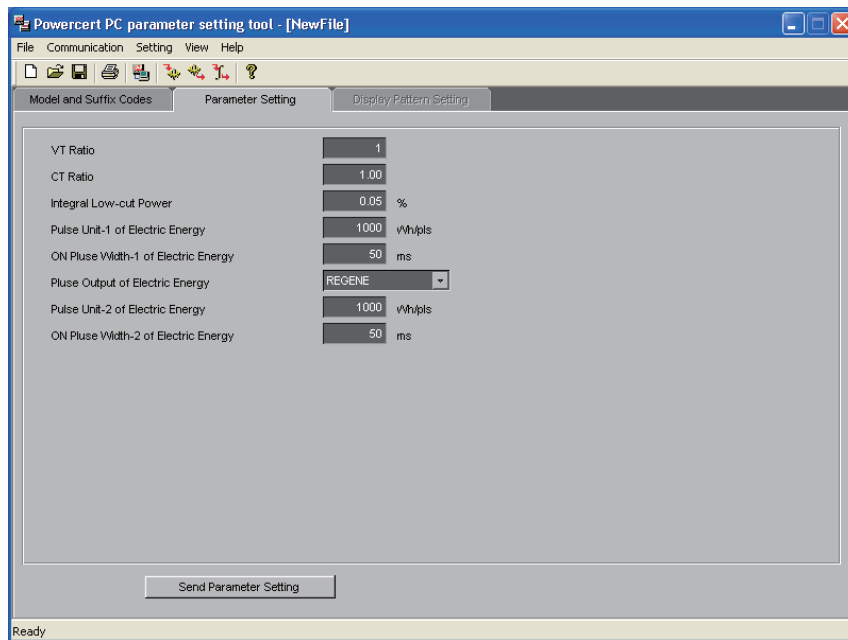 Powercert PC parameter setting tool - [NewFile]
File Communication Setting View Help
Model and Suffix Codes Parameter Setting Display Pattern Setting
VT Ratio 1
CT Ratio 1.00
Integral Low-cut Power 0.05 %
Pulse Unit-1 of Electric Energy 1000 Wh/pls
ON Pluse Width-1 of Electric Energy 50 ms
Pluse Output of Electric Energy REGENE
Pulse Unit-2 of Electric Energy 1000 Wh/pls
ON Pluse Width-2 of Electric Energy 50 ms
Send Parameter Setting
Ready